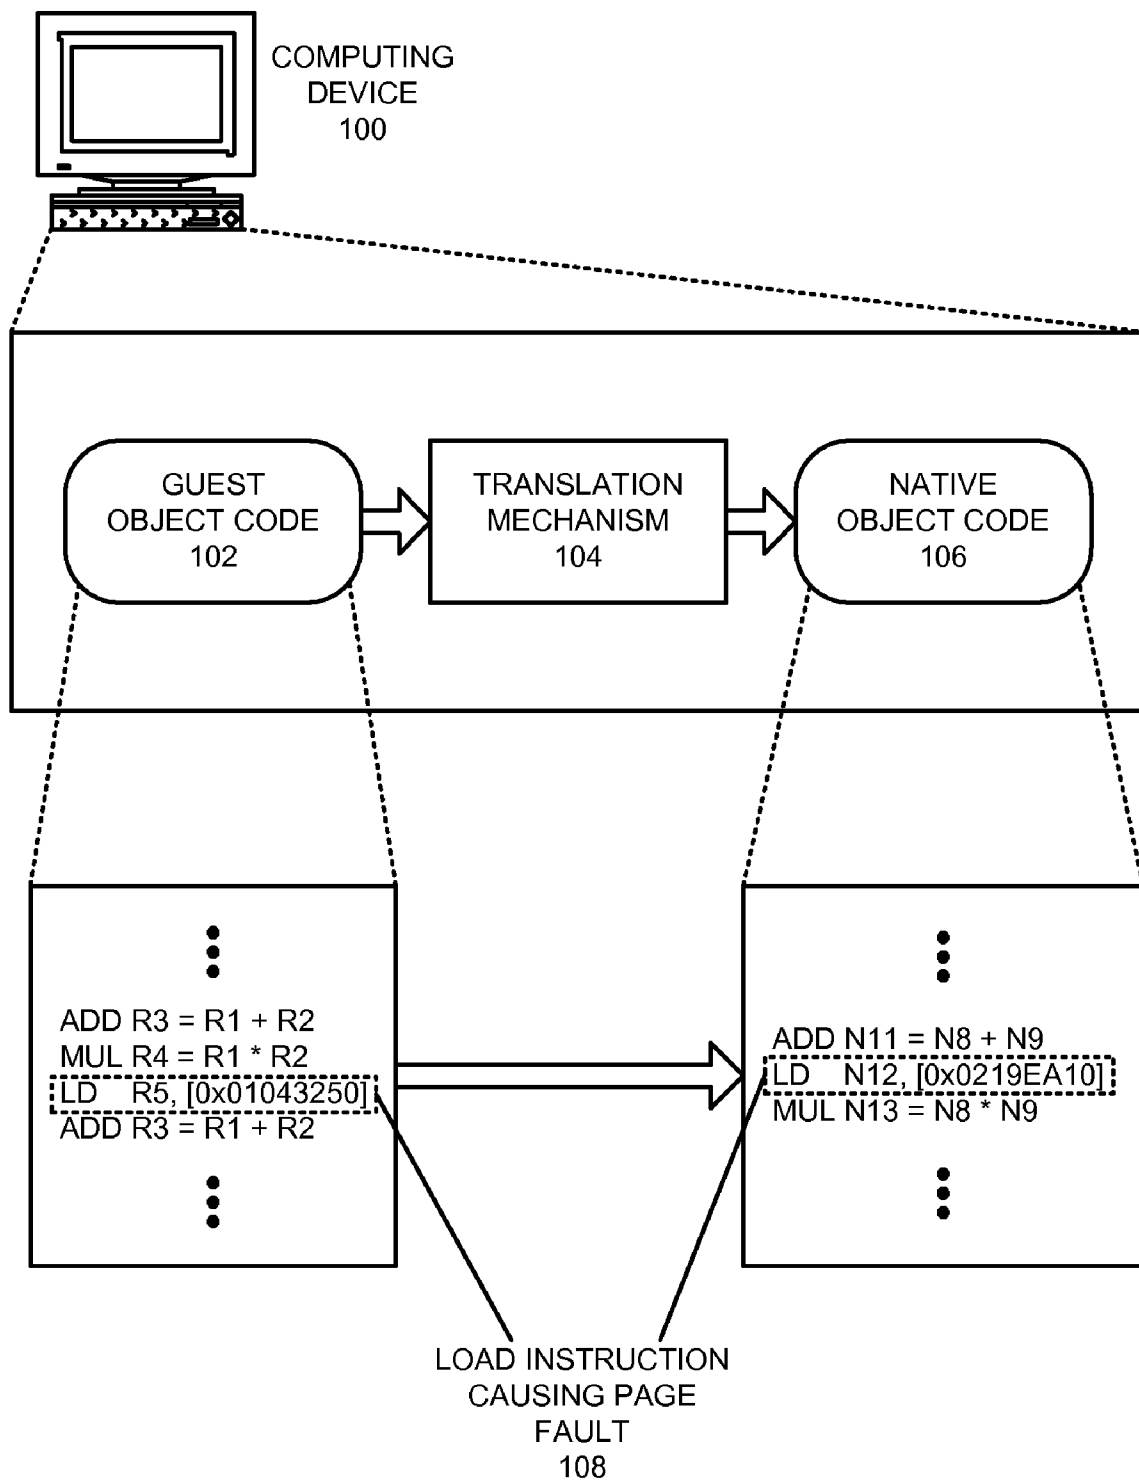 COMPUTING
DEVICE
100
GUEST
OBJECT CODE
102
TRANSLATION
MECHANISM
104
NATIVE
OBJECT CODE
106
ADD R3 = R1 + R2
MUL R4 = R1 * R2
LD R5, [0x01043250]
ADD R3 = R1 + R2
ADD N11 = N8 + N9
LD N12, [0x0219EA10]
MUL N13 = N8 * N9
LOAD INSTRUCTION
CAUSING PAGE
FAULT
108